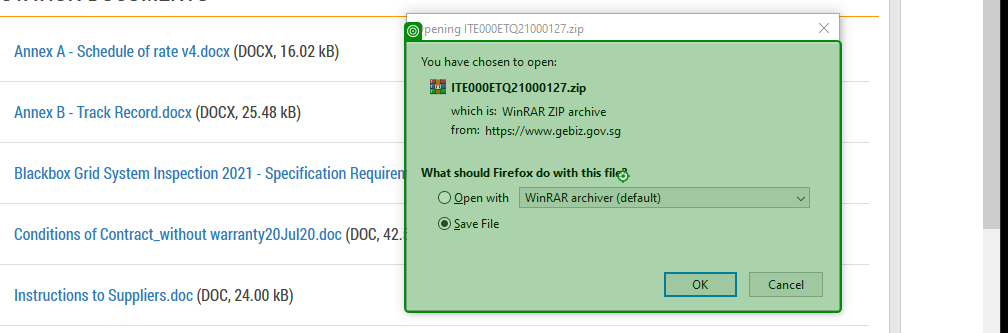 Opening ITE000ETQ21000127.zip
Annex A - Schedule of rate v4.docx (DOCX, 16.02 kB)
Annex B - Track Record.docx (DOCX, 25.48 kB)
Blackbox Grid System Inspection 2021 - Specification Requirem
Conditions of Contract_without warranty20Jul20.doc (DOC, 42.
Instructions to Suppliers.doc (DOC, 24.00 kB)
You have chosen to open:
ITE000ETQ21000127.zip
which is: WinRAR ZIP archive
from: https://www.gebiz.gov.sg
What should Firefox do with this file?
Open with WinRAR archiver (default)
Save File
OK Cancel